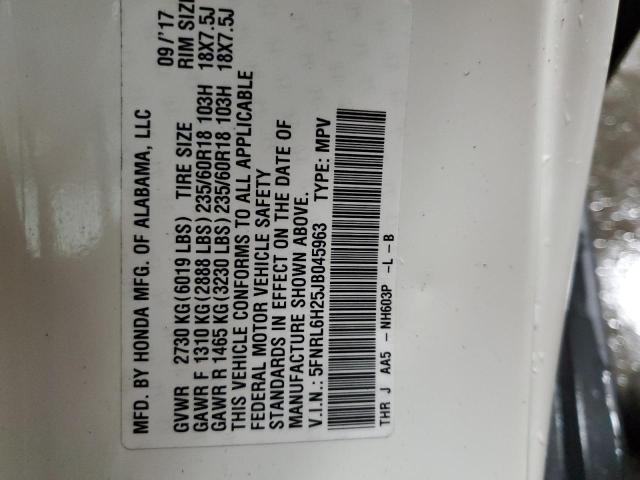 MFD. BY HONDA MFG. OF ALABAMA, LLC 09/'17
GVWR 2730 KG(6019 LBS) TIRE SIZE RIM SIZE
GAWR F 1310 KG(2888 LBS)235/60R18 103H 18X7.5J
GAWR R 1465 KG(3230 LBS)235/60R18 103H 18X7.5J
THIS VEHICLE CONFORMS TO ALL APPLICABLE
FEDERAL MOTOR VEHICLE SAFETY
STANDARDS IN EFFECT ON THE DATE OF
MANUFACTURE SHOWN ABOVE.
V.I.N.:5FNRL6H25JB045963 TYPE: MPV
THR J AA5 - NH603P -L -B